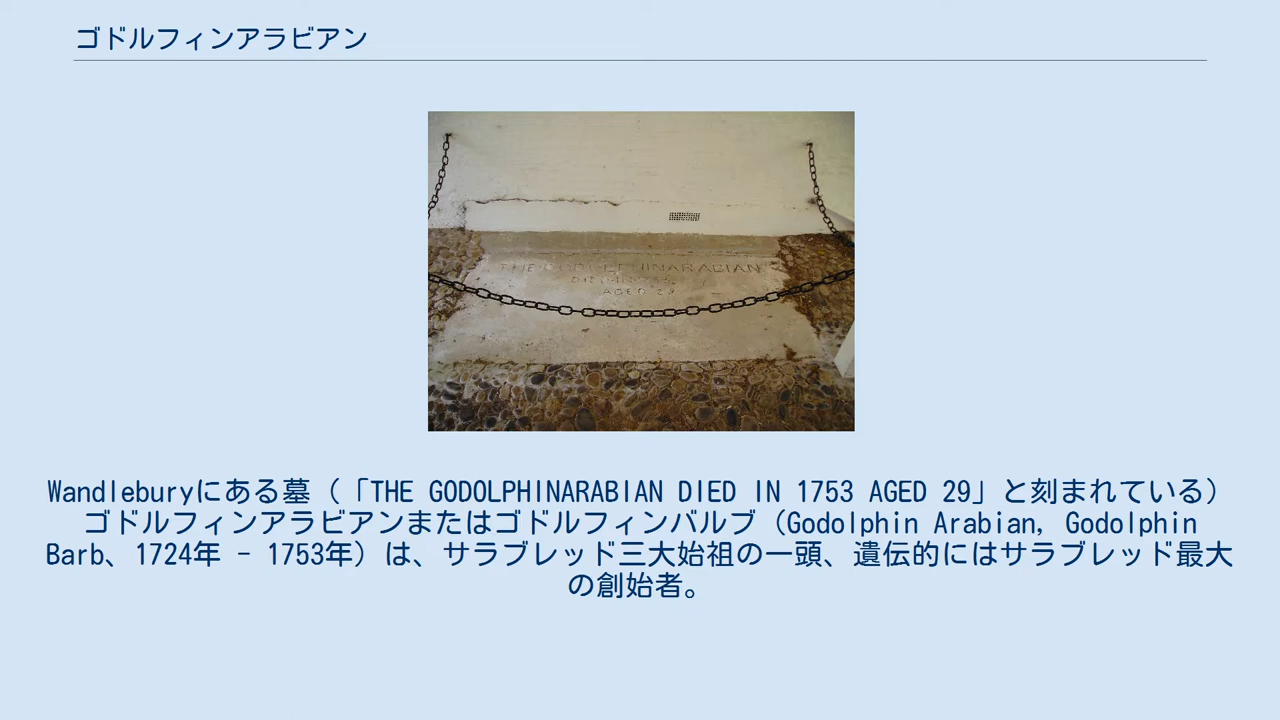 ゴドルフィンアラビアン
THE GODOLPHINARABIAN
AGED 29
Wandleburyにある墓（「THE GODOLPHINARABIAN DIED IN 1753 AGED 29」と刻まれている）
ゴドルフィンアラビアンまたはゴドルフィンバルブ（Godolphin Arabian, Godolphin
Barb、1724年 - 1753年）は、サラブレッド三大始祖の一頭、遺伝的にはサラブレッド最大
の創始者。